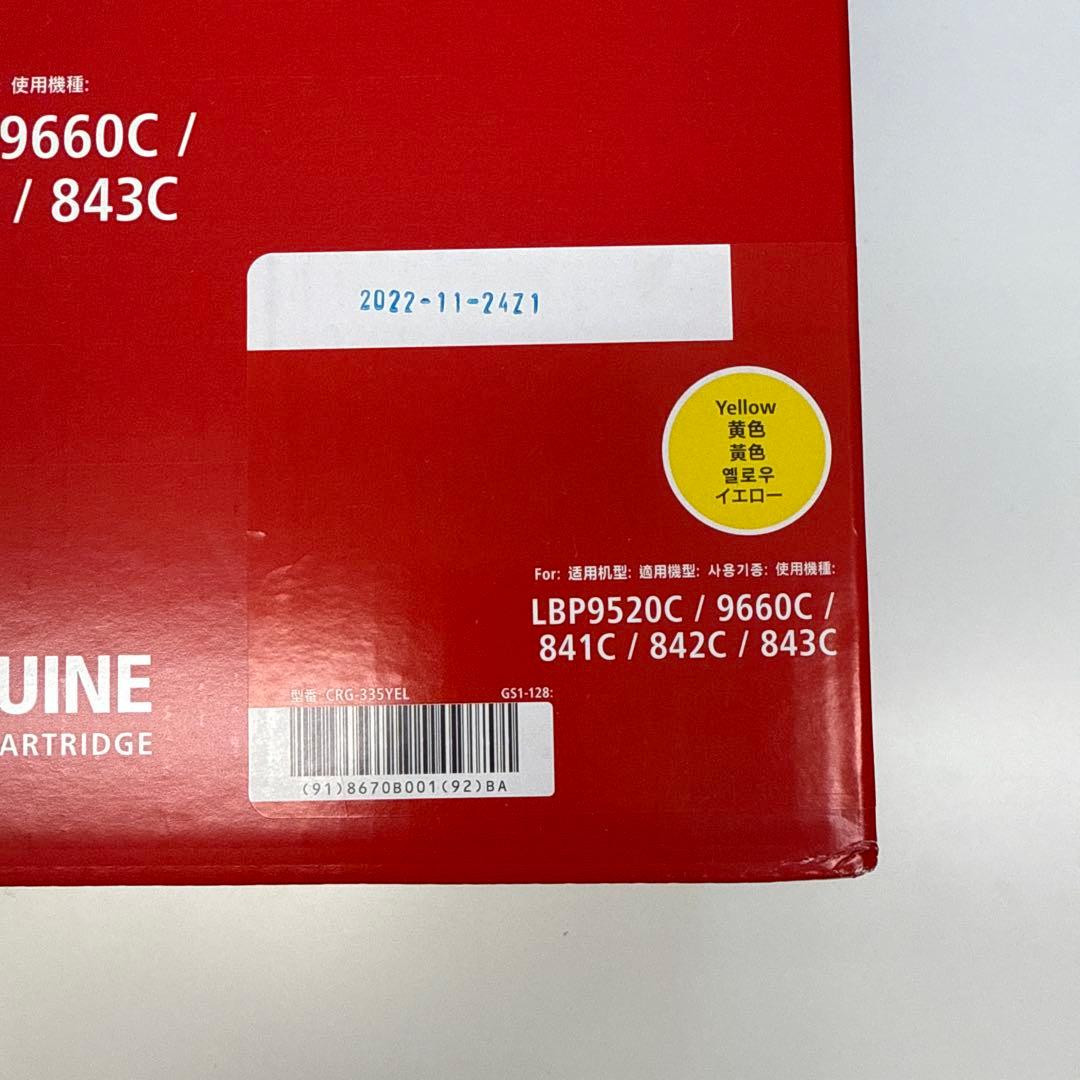 使用機種:
9660C /
/ 843C
2022-11-24Z1
Yellow
黄色
黃色
옐로우
イエロー
For: 适用机型: 適用機型: 사용기종: 使用機種:
LBP9520C / 9660C /
841C / 842C / 843C
UINE
ARTRIDGE
型番: CRG-335YEL GS1-128:
(91)8670B001(92)BA